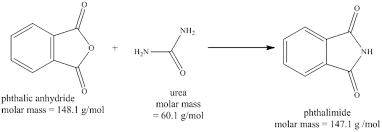 O
O
O
+
H₂N
NH₂
O
O
NH
O
phthalic anhydride
molar mass = 148.1 g/mol
urea
molar mass
= 60.1 g/mol
phthalimide
molar mass = 147.1 g/mol